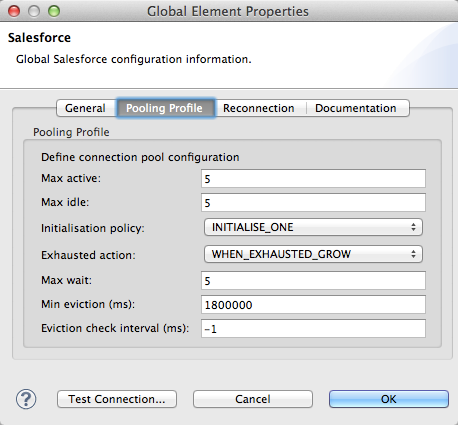 Global Element Properties
Salesforce
Global Salesforce configuration information.
General Pooling Profile Reconnection Documentation
Pooling Profile
Define connection pool configuration
Max active: 5
Max idle: 5
Initialisation policy: INITIALISE_ONE
Exhausted action: WHEN_EXHAUSTED_GROW
Max wait: 5
Min eviction (ms): 1800000
Eviction check interval (ms): -1
? Test Connection... Cancel OK